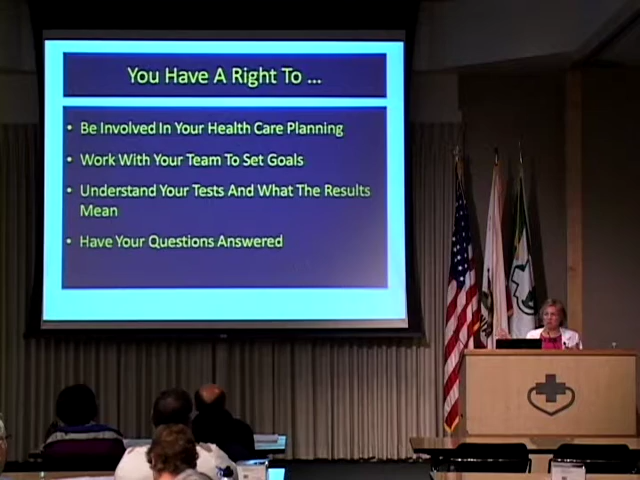 You Have A Right To ...
• Be Involved In Your Health Care Planning
• Work With Your Team To Set Goals
• Understand Your Tests And What The Results
Mean
• Have Your Questions Answered